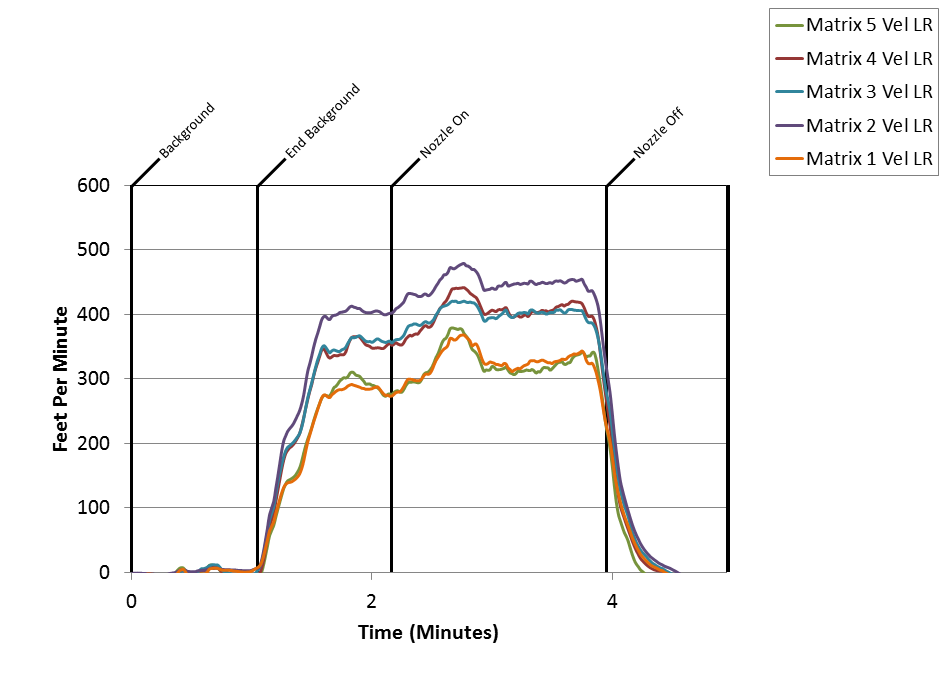 Matrix 5 Vel LR
Matrix 4 Vel LR
Matrix 3 Vel LR
Matrix 2 Vel LR
Matrix 1 Vel LR
Background
End Background
Nozzle On
Nozzle Off
600
500
400
300
200
100
0
Feet Per Minute
0 2 4
Time (Minutes)